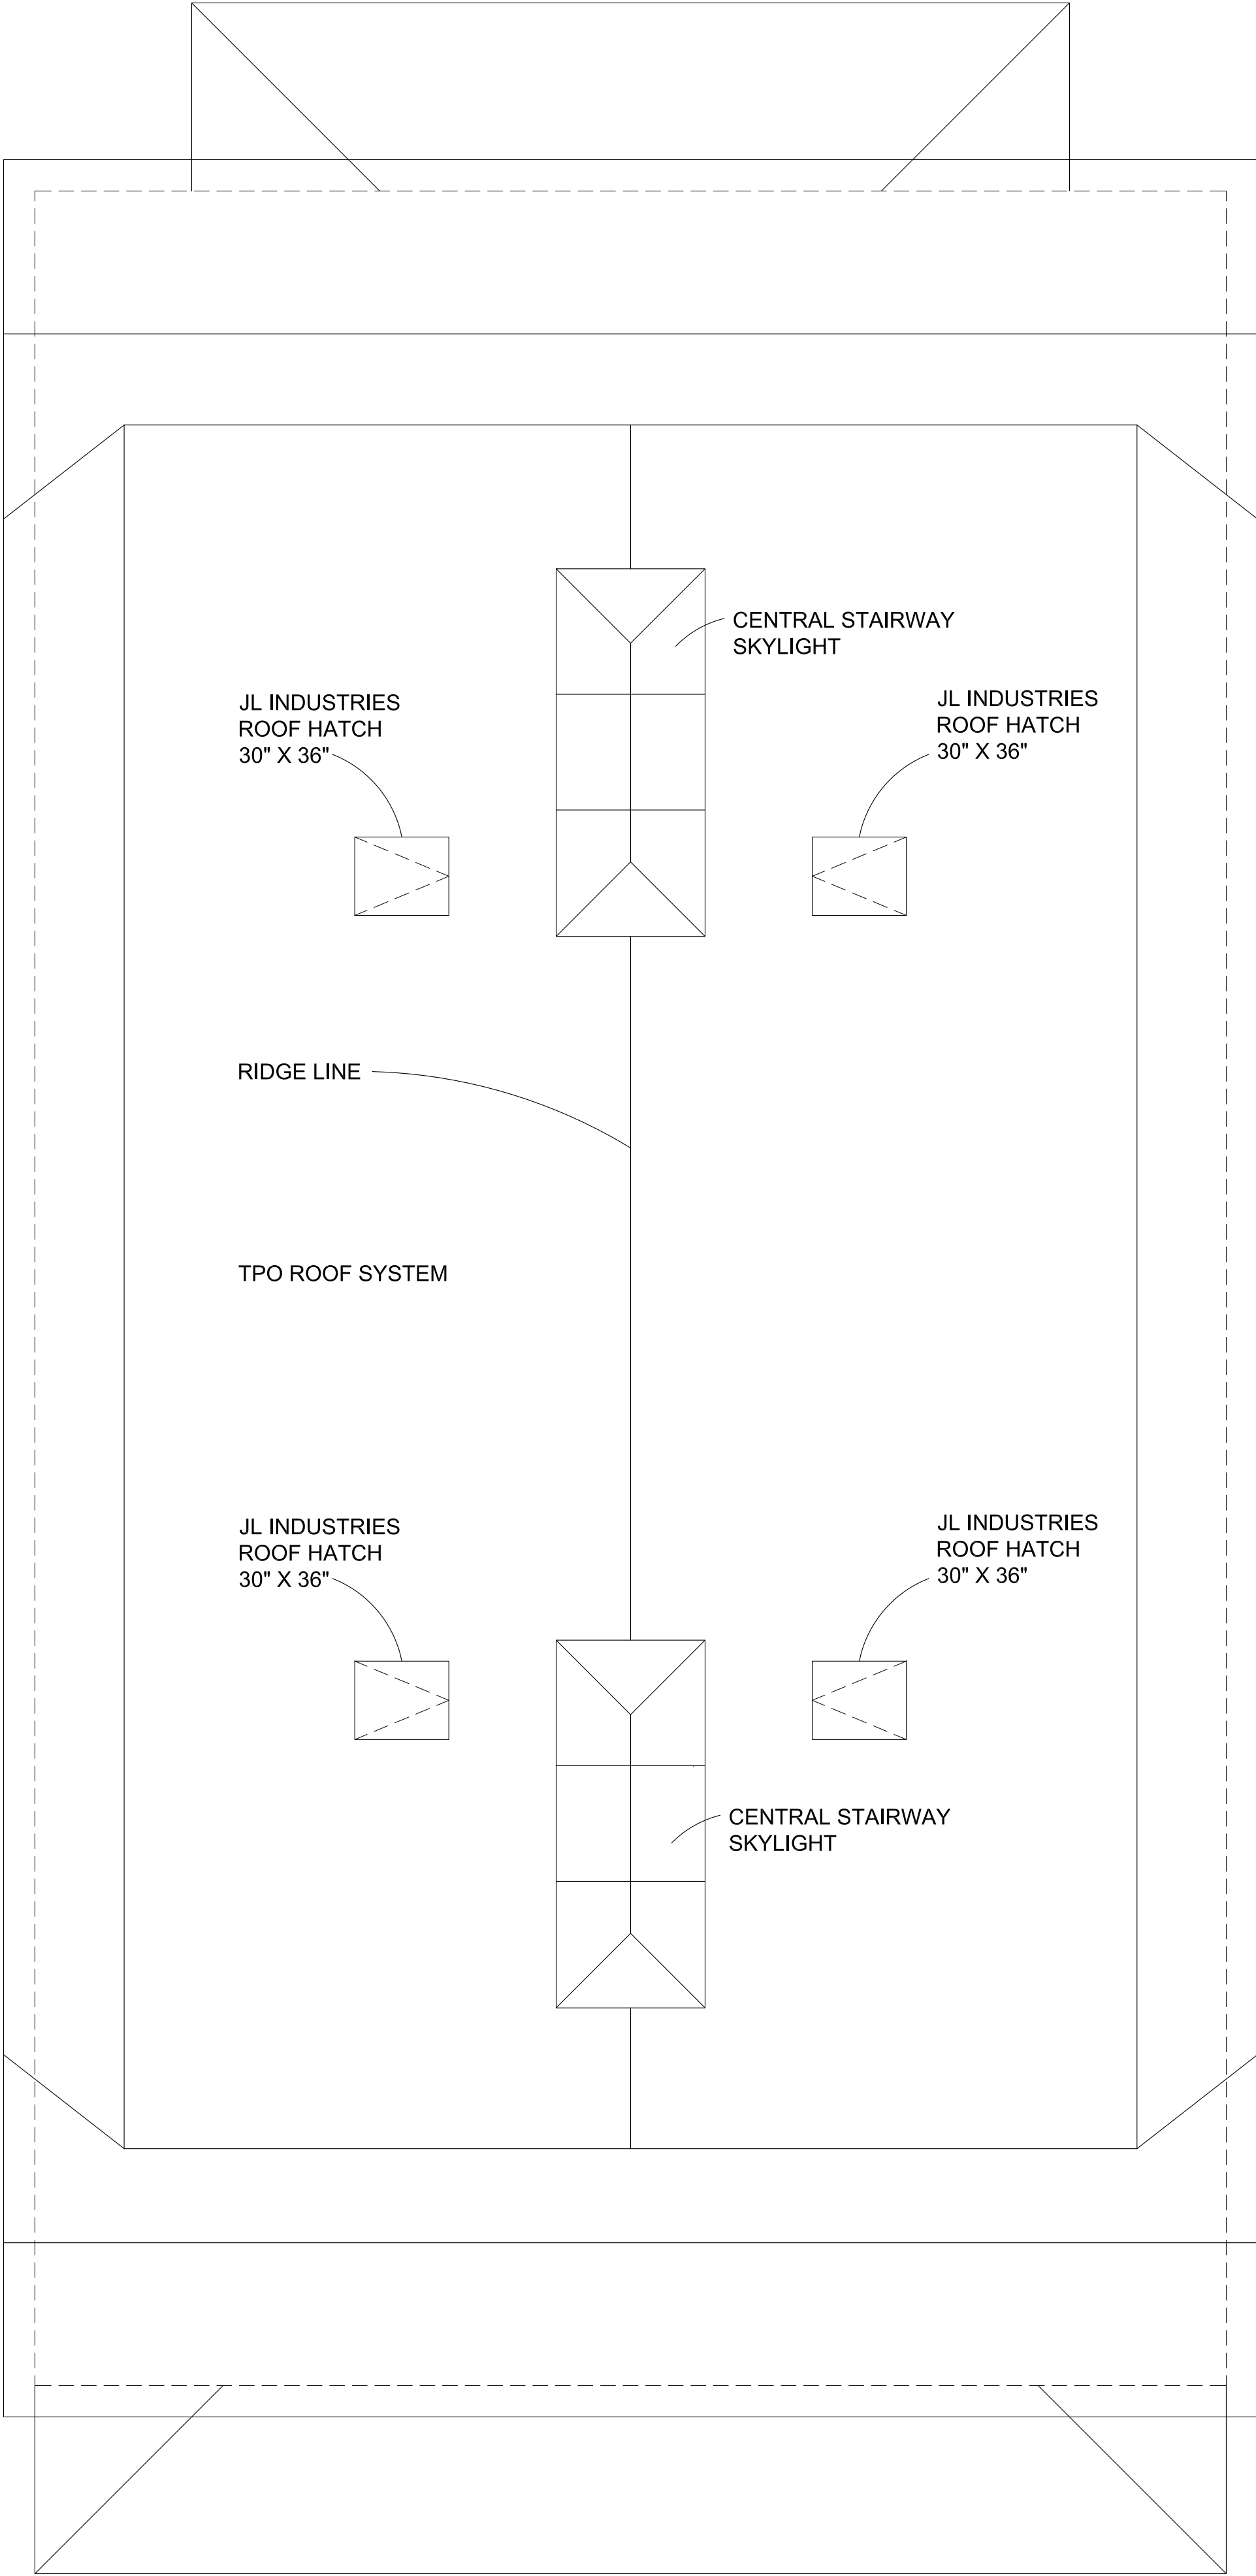 CENTRAL STAIRWAY
SKYLIGHT
JL INDUSTRIES
ROOF HATCH
30" X 36"
JL INDUSTRIES
ROOF HATCH
30" X 36"
RIDGE LINE
TPO ROOF SYSTEM
JL INDUSTRIES
ROOF HATCH
30" X 36"
JL INDUSTRIES
ROOF HATCH
30" X 36"
CENTRAL STAIRWAY
SKYLIGHT